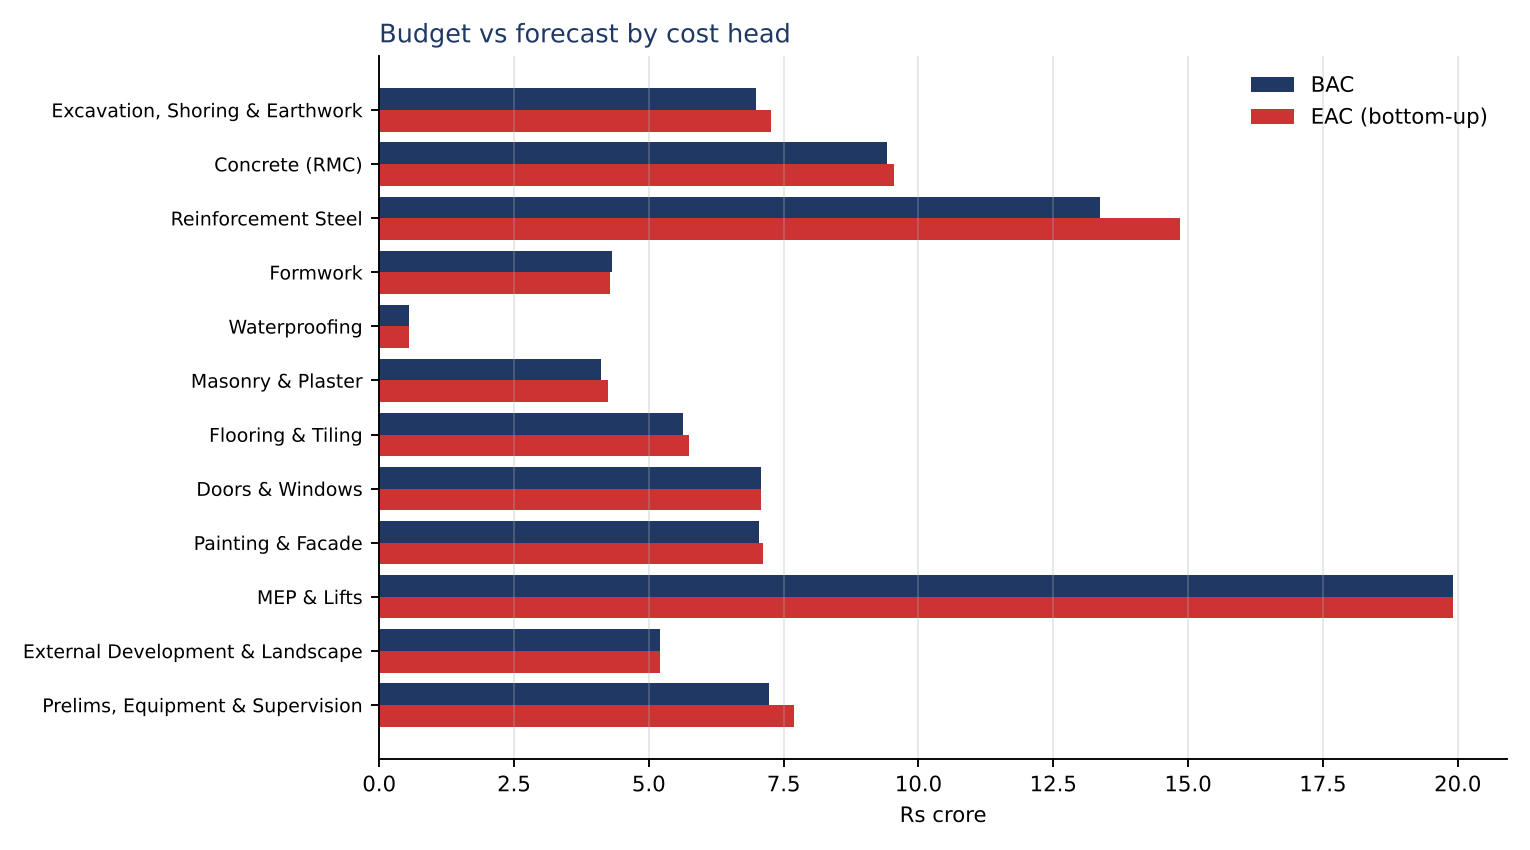 Budget vs forecast by cost head
BAC
EAC (bottom-up)
Excavation, Shoring & Earthwork
Concrete (RMC)
Reinforcement Steel
Formwork
Waterproofing
Masonry & Plaster
Flooring & Tiling
Doors & Windows
Painting & Facade
MEP & Lifts
External Development & Landscape
Prelims, Equipment & Supervision
0.0 2.5 5.0 7.5 10.0 12.5 15.0 17.5 20.0
Rs crore